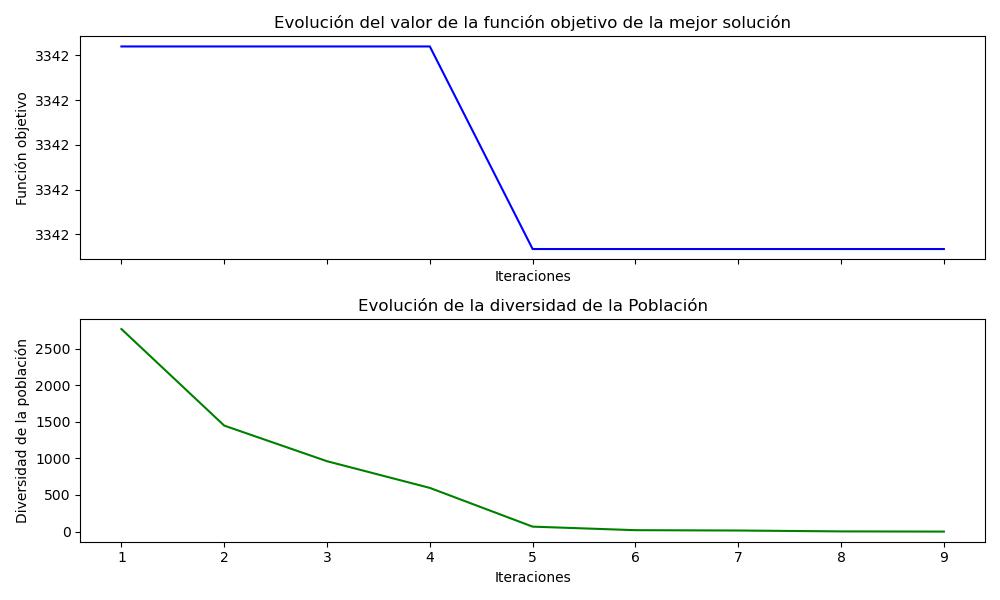 Evolución del valor de la función objetivo de la mejor solución
3342
3342
3342
3342
3342
Función objetivo
Iteraciones
Evolución de la diversidad de la Población
2500
2000
1500
1000
500
0
Diversidad de la población
1 2 3 4 5 6 7 8 9
Iteraciones